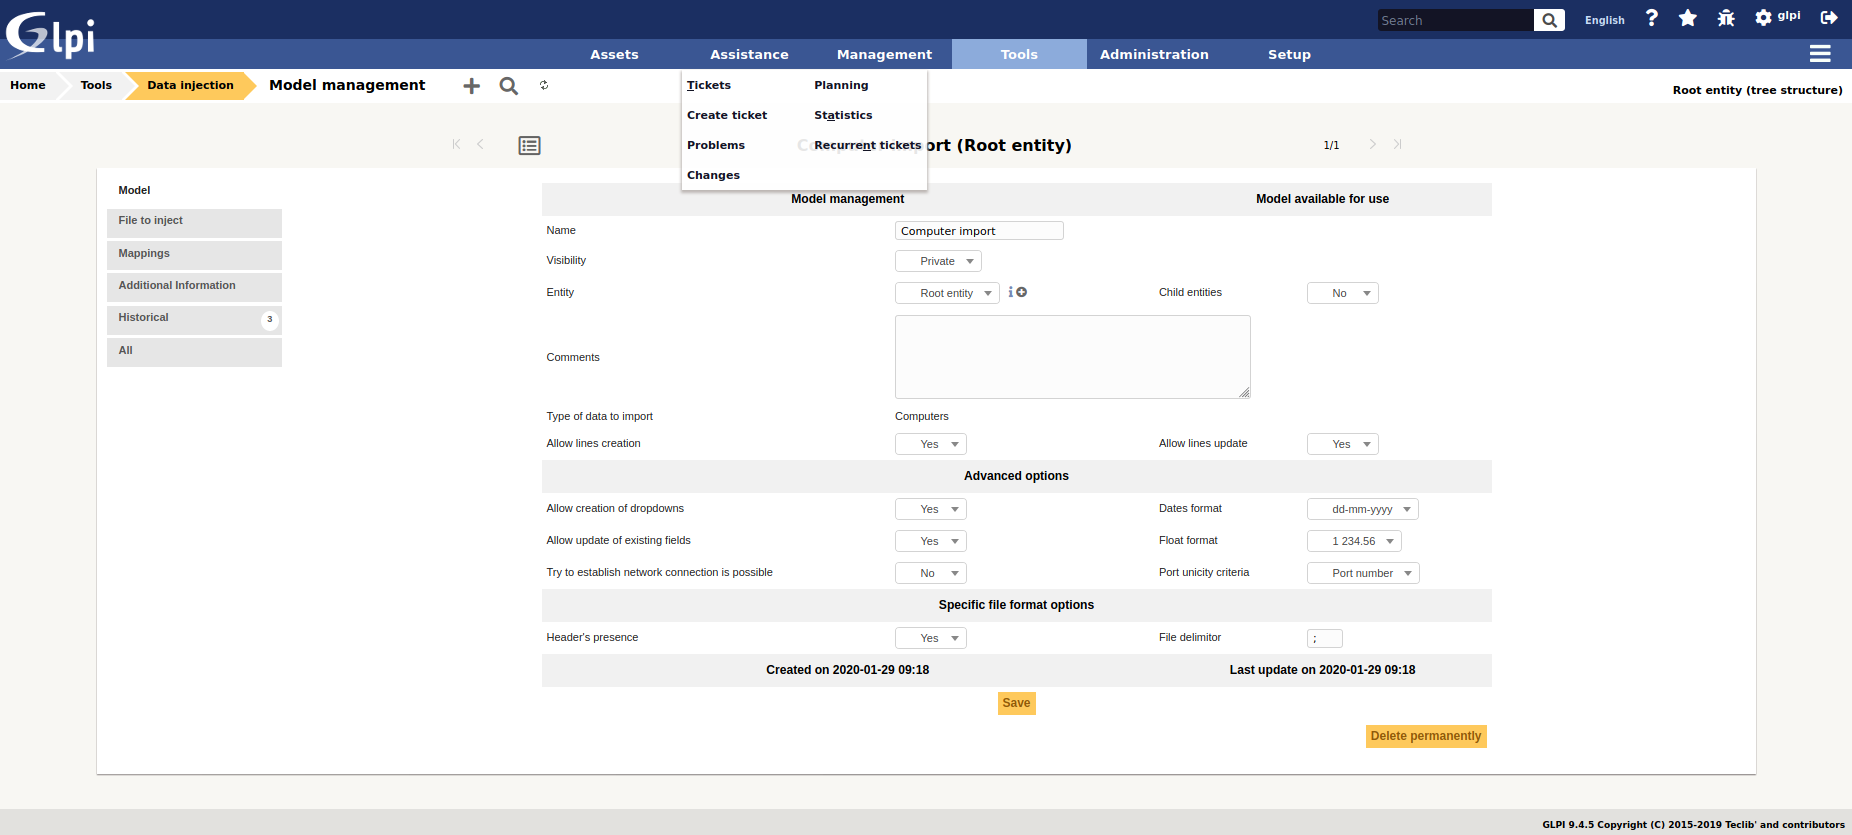 Glpi
Search
English
glpi
Assets
Assistance
Management
Tools
Administration
Setup
Home
Tools
Data injection
Model management
Root entity (tree structure)
Tickets
Planning
Create ticket
Statistics
Problems
Recurrent tickets
Changes
ort (Root entity)
1/1
Model
File to inject
Mappings
Additional Information
Historical 3
All
Model management
Model available for use
Name
Computer import
Visibility
Private
Entity
Root entity
Child entities
No
Comments
Type of data to import
Computers
Allow lines creation
Yes
Allow lines update
Yes
Advanced options
Allow creation of dropdowns
Yes
Dates format
dd-mm-yyyy
Allow update of existing fields
Yes
Float format
1 234.56
Try to establish network connection is possible
No
Port unicity criteria
Port number
Specific file format options
Header's presence
Yes
File delimitor
;
Created on 2020-01-29 09:18
Last update on 2020-01-29 09:18
Save
Delete permanently
GLPI 9.4.5 Copyright (C) 2015-2019 Teclib' and contributors